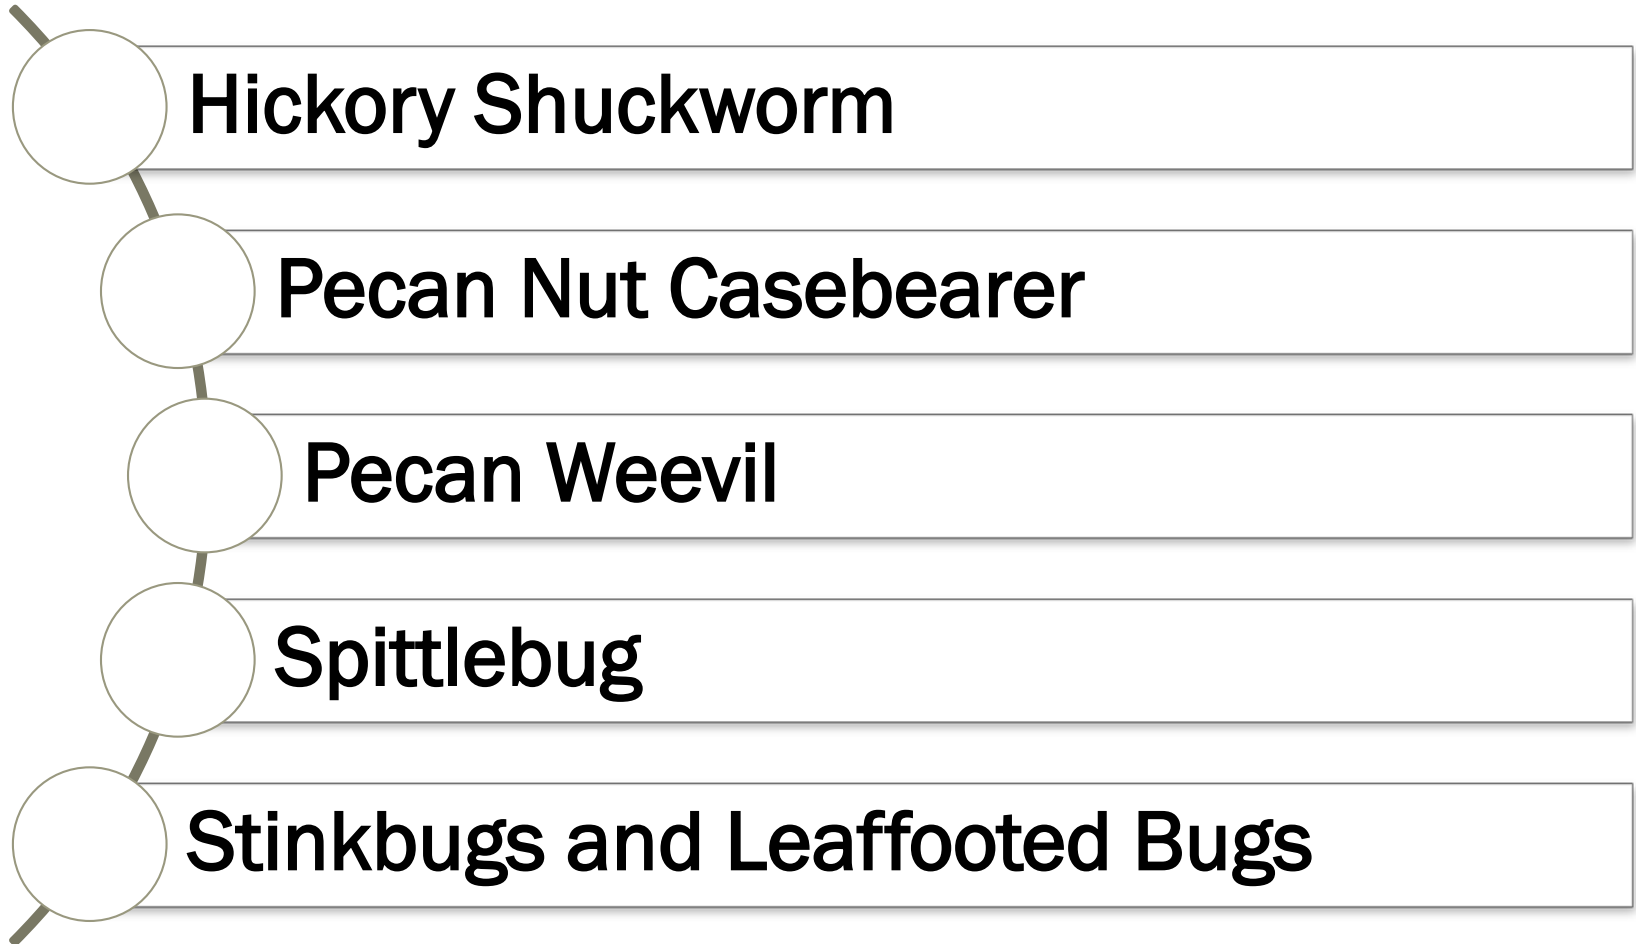 Hickory Shuckworm
Pecan Nut Casebearer
Pecan Weevil
Spittlebug
Stinkbugs and Leaffooted Bugs